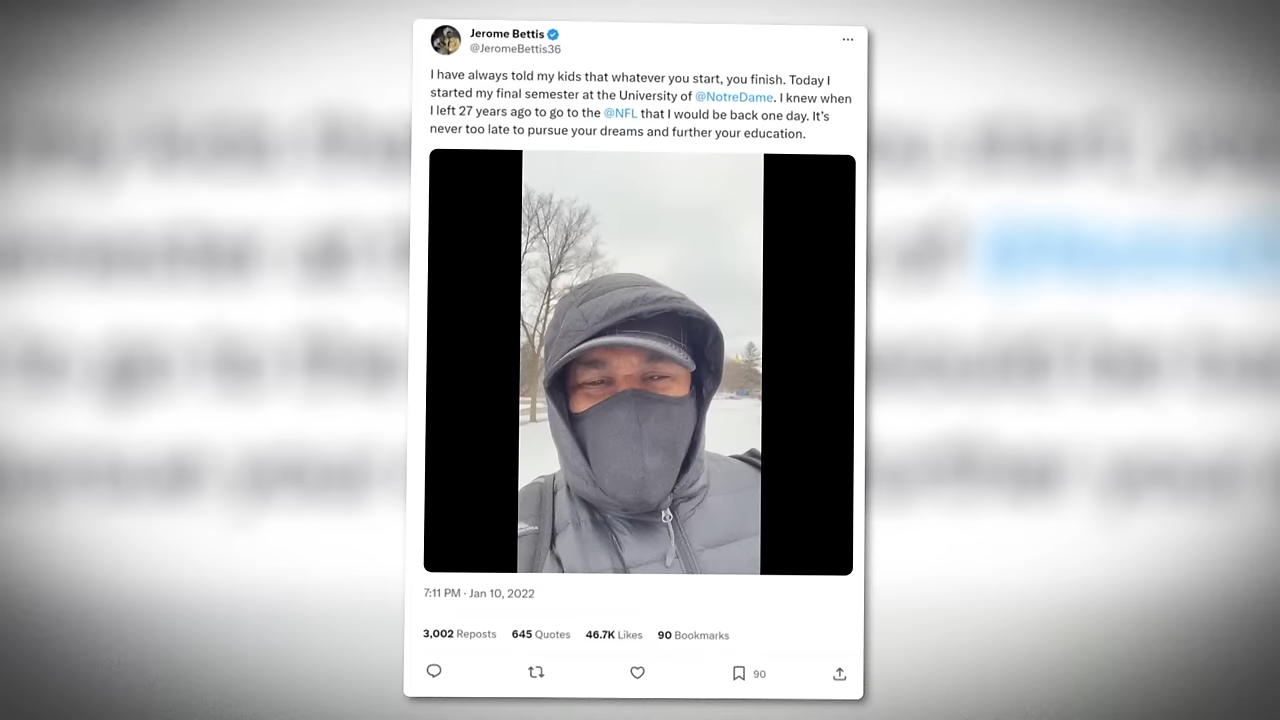 Jerome Bettis
@JeromeBettis36
I have always told my kids that whatever you start, you finish. Today I
started my final semester at the University of @NotreDame. I knew when
I left 27 years ago to go to the @NFL that I would be back one day. It’s
never too late to pursue your dreams and further your education.
7:11 PM · Jan 10, 2022
3,002 Reposts 645 Quotes 46.7K Likes 90 Bookmarks
90